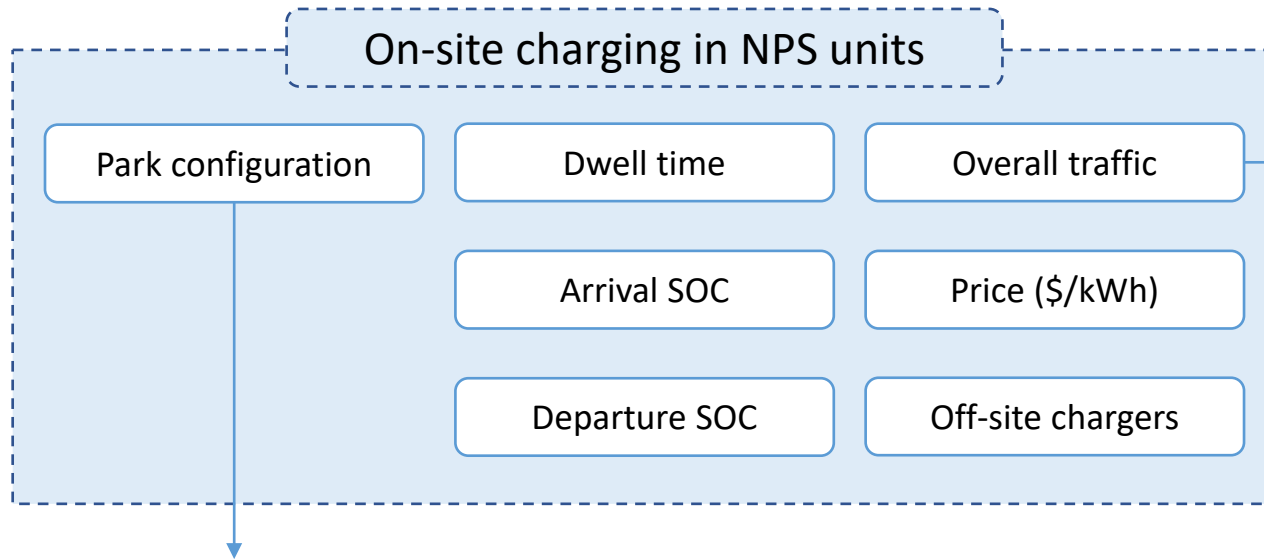 On-site charging in NPS units
Park configuration
Dwell time
Overall traffic
Arrival SOC
Price ($/kWh)
Departure SOC
Off-site chargers